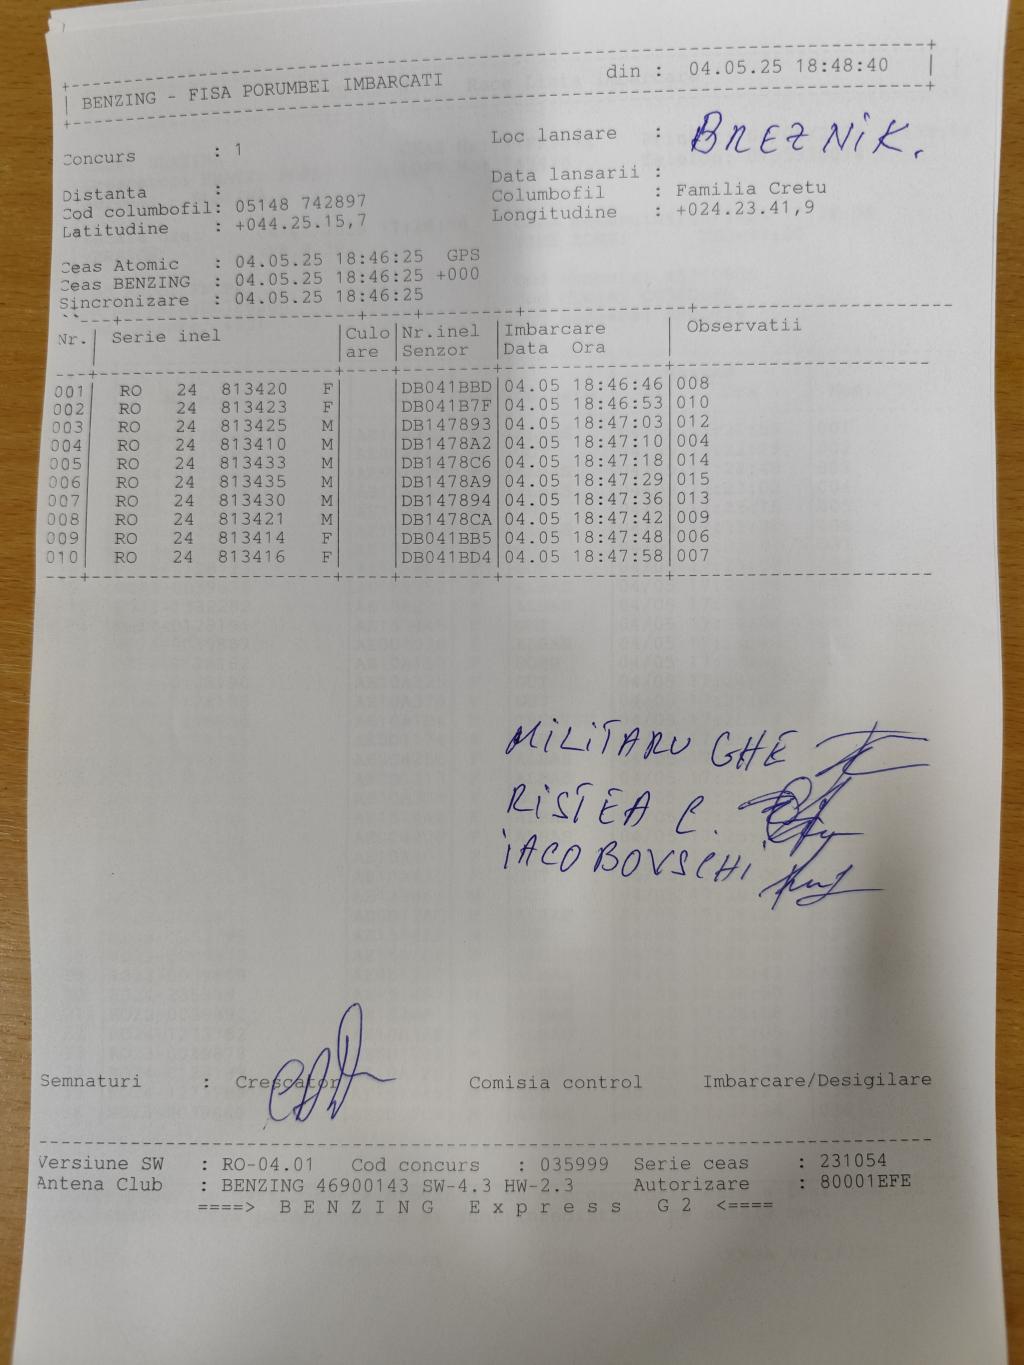 BENZING - FISA PORUMBEI IMBARCATI din : 04.05.25 18:48:40
Concurs : 1 Loc lansare : BREZNIK.
Data lansarii :
Distanta : Columbofil : Familia Cretu
Cod columbofil: 05148 742897 Longitudine : +024.23.41,9
Latitudine : +044.25.15,7
Ceas Atomic : 04.05.25 18:46:25 GPS
Ceas BENZING : 04.05.25 18:46:25 +000
Sincronizare : 04.05.25 18:46:25
Nr. | Serie inel | Culo | Nr.inel | Imbarcare | Observatii
are | Senzor | Data Ora
001 | RO 24 813420 F | | DB041BBD | 04.05 18:46:46 | 008
002 | RO 24 813423 F | | DB041B7F | 04.05 18:46:53 | 010
003 | RO 24 813425 M | | DB147893 | 04.05 18:47:03 | 012
004 | RO 24 813410 M | | DB1478A2 | 04.05 18:47:10 | 004
005 | RO 24 813433 M | | DB1478C6 | 04.05 18:47:18 | 014
006 | RO 24 813435 M | | DB1478A9 | 04.05 18:47:29 | 015
007 | RO 24 813430 M | | DB147894 | 04.05 18:47:36 | 013
008 | RO 24 813421 M | | DB1478CA | 04.05 18:47:42 | 009
009 | RO 24 813414 F | | DB041BB5 | 04.05 18:47:48 | 006
010 | RO 24 813416 F | | DB041BD4 | 04.05 18:47:58 | 007
MILITARU GHE
RISTEA C.
IACOBOVSCHI
Semnaturi : Crescator Comisia control Imbarcare/Desigilare
Versiune SW : RO-04.01 Cod concurs : 035999 Serie ceas : 231054
Antena Club : BENZING 46900143 SW-4.3 HW-2.3 Autorizare : 80001EFE
====> B E N Z I N G E x p r e s s G 2 <====